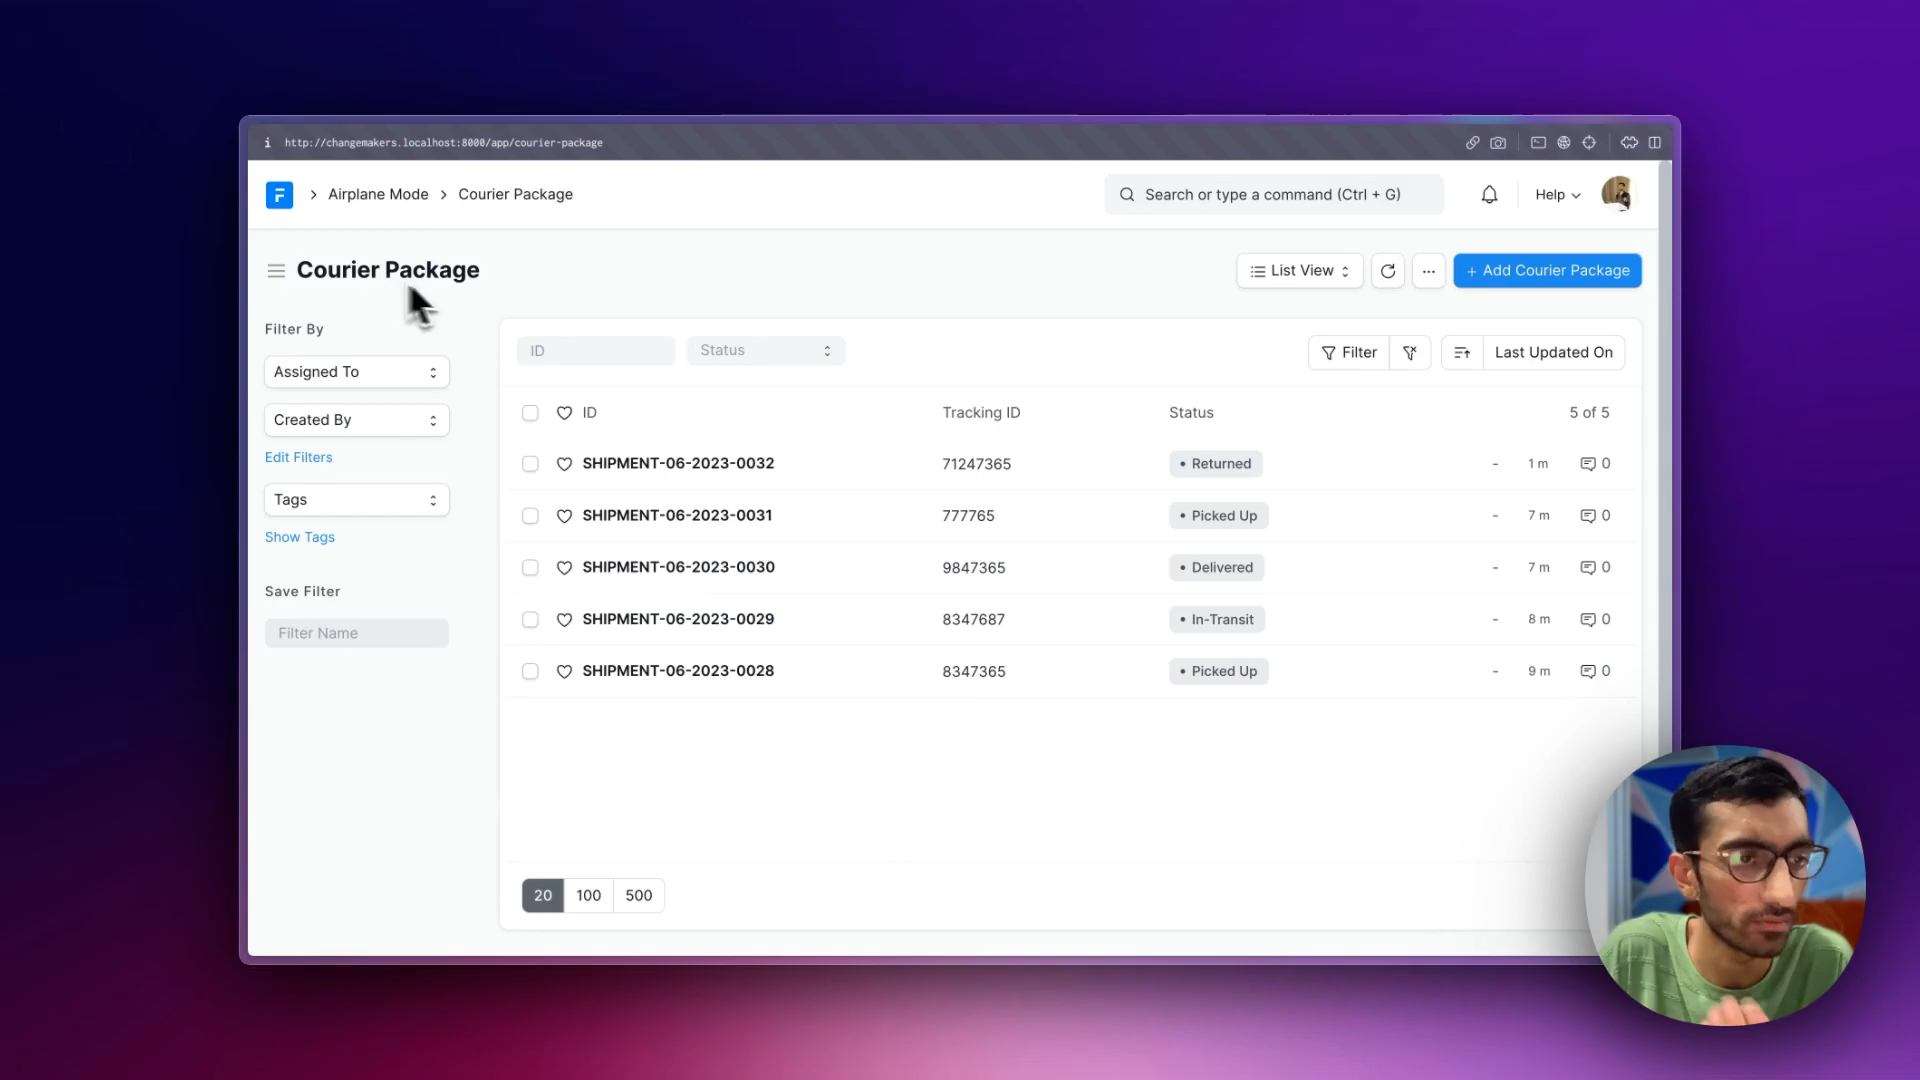 i http://changemakers.localhost:8000/app/courier-package
F > Airplane Mode > Courier Package
Search or type a command (Ctrl + G)
Help
Courier Package
List View
+ Add Courier Package
Filter By
Assigned To
Created By
Edit Filters
Tags
Show Tags
Save Filter
Filter Name
ID
Status
Filter
Last Updated On
ID Tracking ID Status 5 of 5
SHIPMENT-06-2023-0032 71247365 • Returned - 1 m 0
SHIPMENT-06-2023-0031 777765 • Picked Up - 7 m 0
SHIPMENT-06-2023-0030 9847365 • Delivered - 7 m 0
SHIPMENT-06-2023-0029 8347687 • In-Transit - 8 m 0
SHIPMENT-06-2023-0028 8347365 • Picked Up - 9 m 0
20 100 500